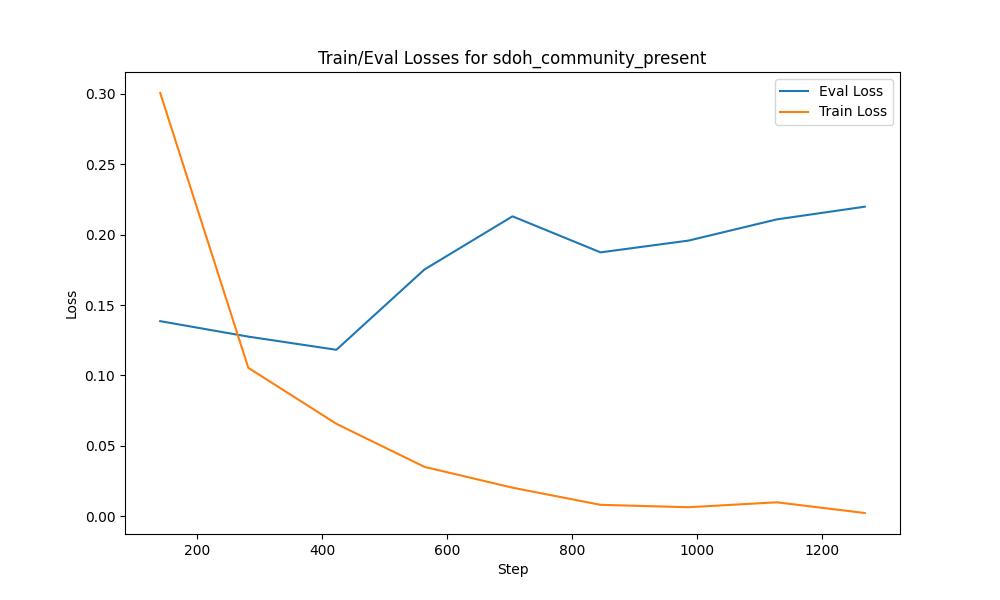 Train/Eval Losses for sdoh_community_present
Eval Loss
Train Loss
0.30
0.25
0.20
0.15
0.10
0.05
0.00
Loss
200 400 600 800 1000 1200
Step